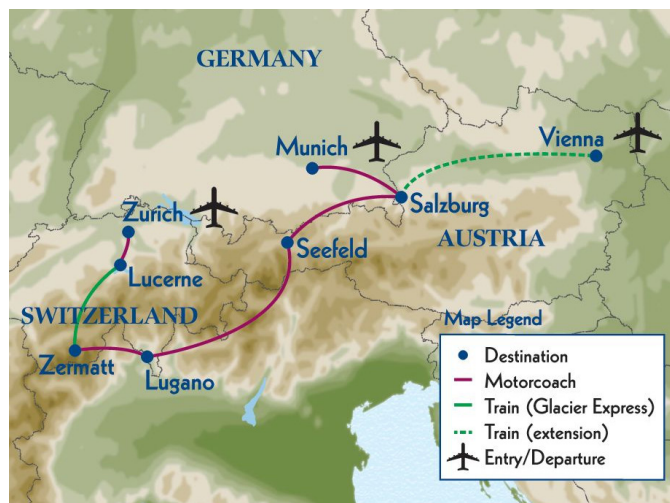 GERMANY
Munich
Vienna
Salzburg
Zurich
Seefeld
AUSTRIA
Lucerne
SWITZERLAND
Zermatt
Lugano
Map Legend
Destination
Motorcoach
Train (Glacier Express)
Train (extension)
Entry/Departure